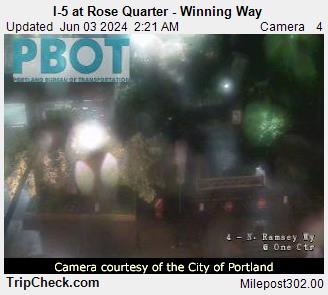 I-5 at Rose Quarter - Winning Way
Updated Jun 03 2024 2:21 AM Camera 4
PBOT
PORTLAND BUREAU OF TRANSPORTATION
4 - N. Ramsey Wy
@ One Ctr
Camera courtesy of the City of Portland
TripCheck.com Milepost302.00